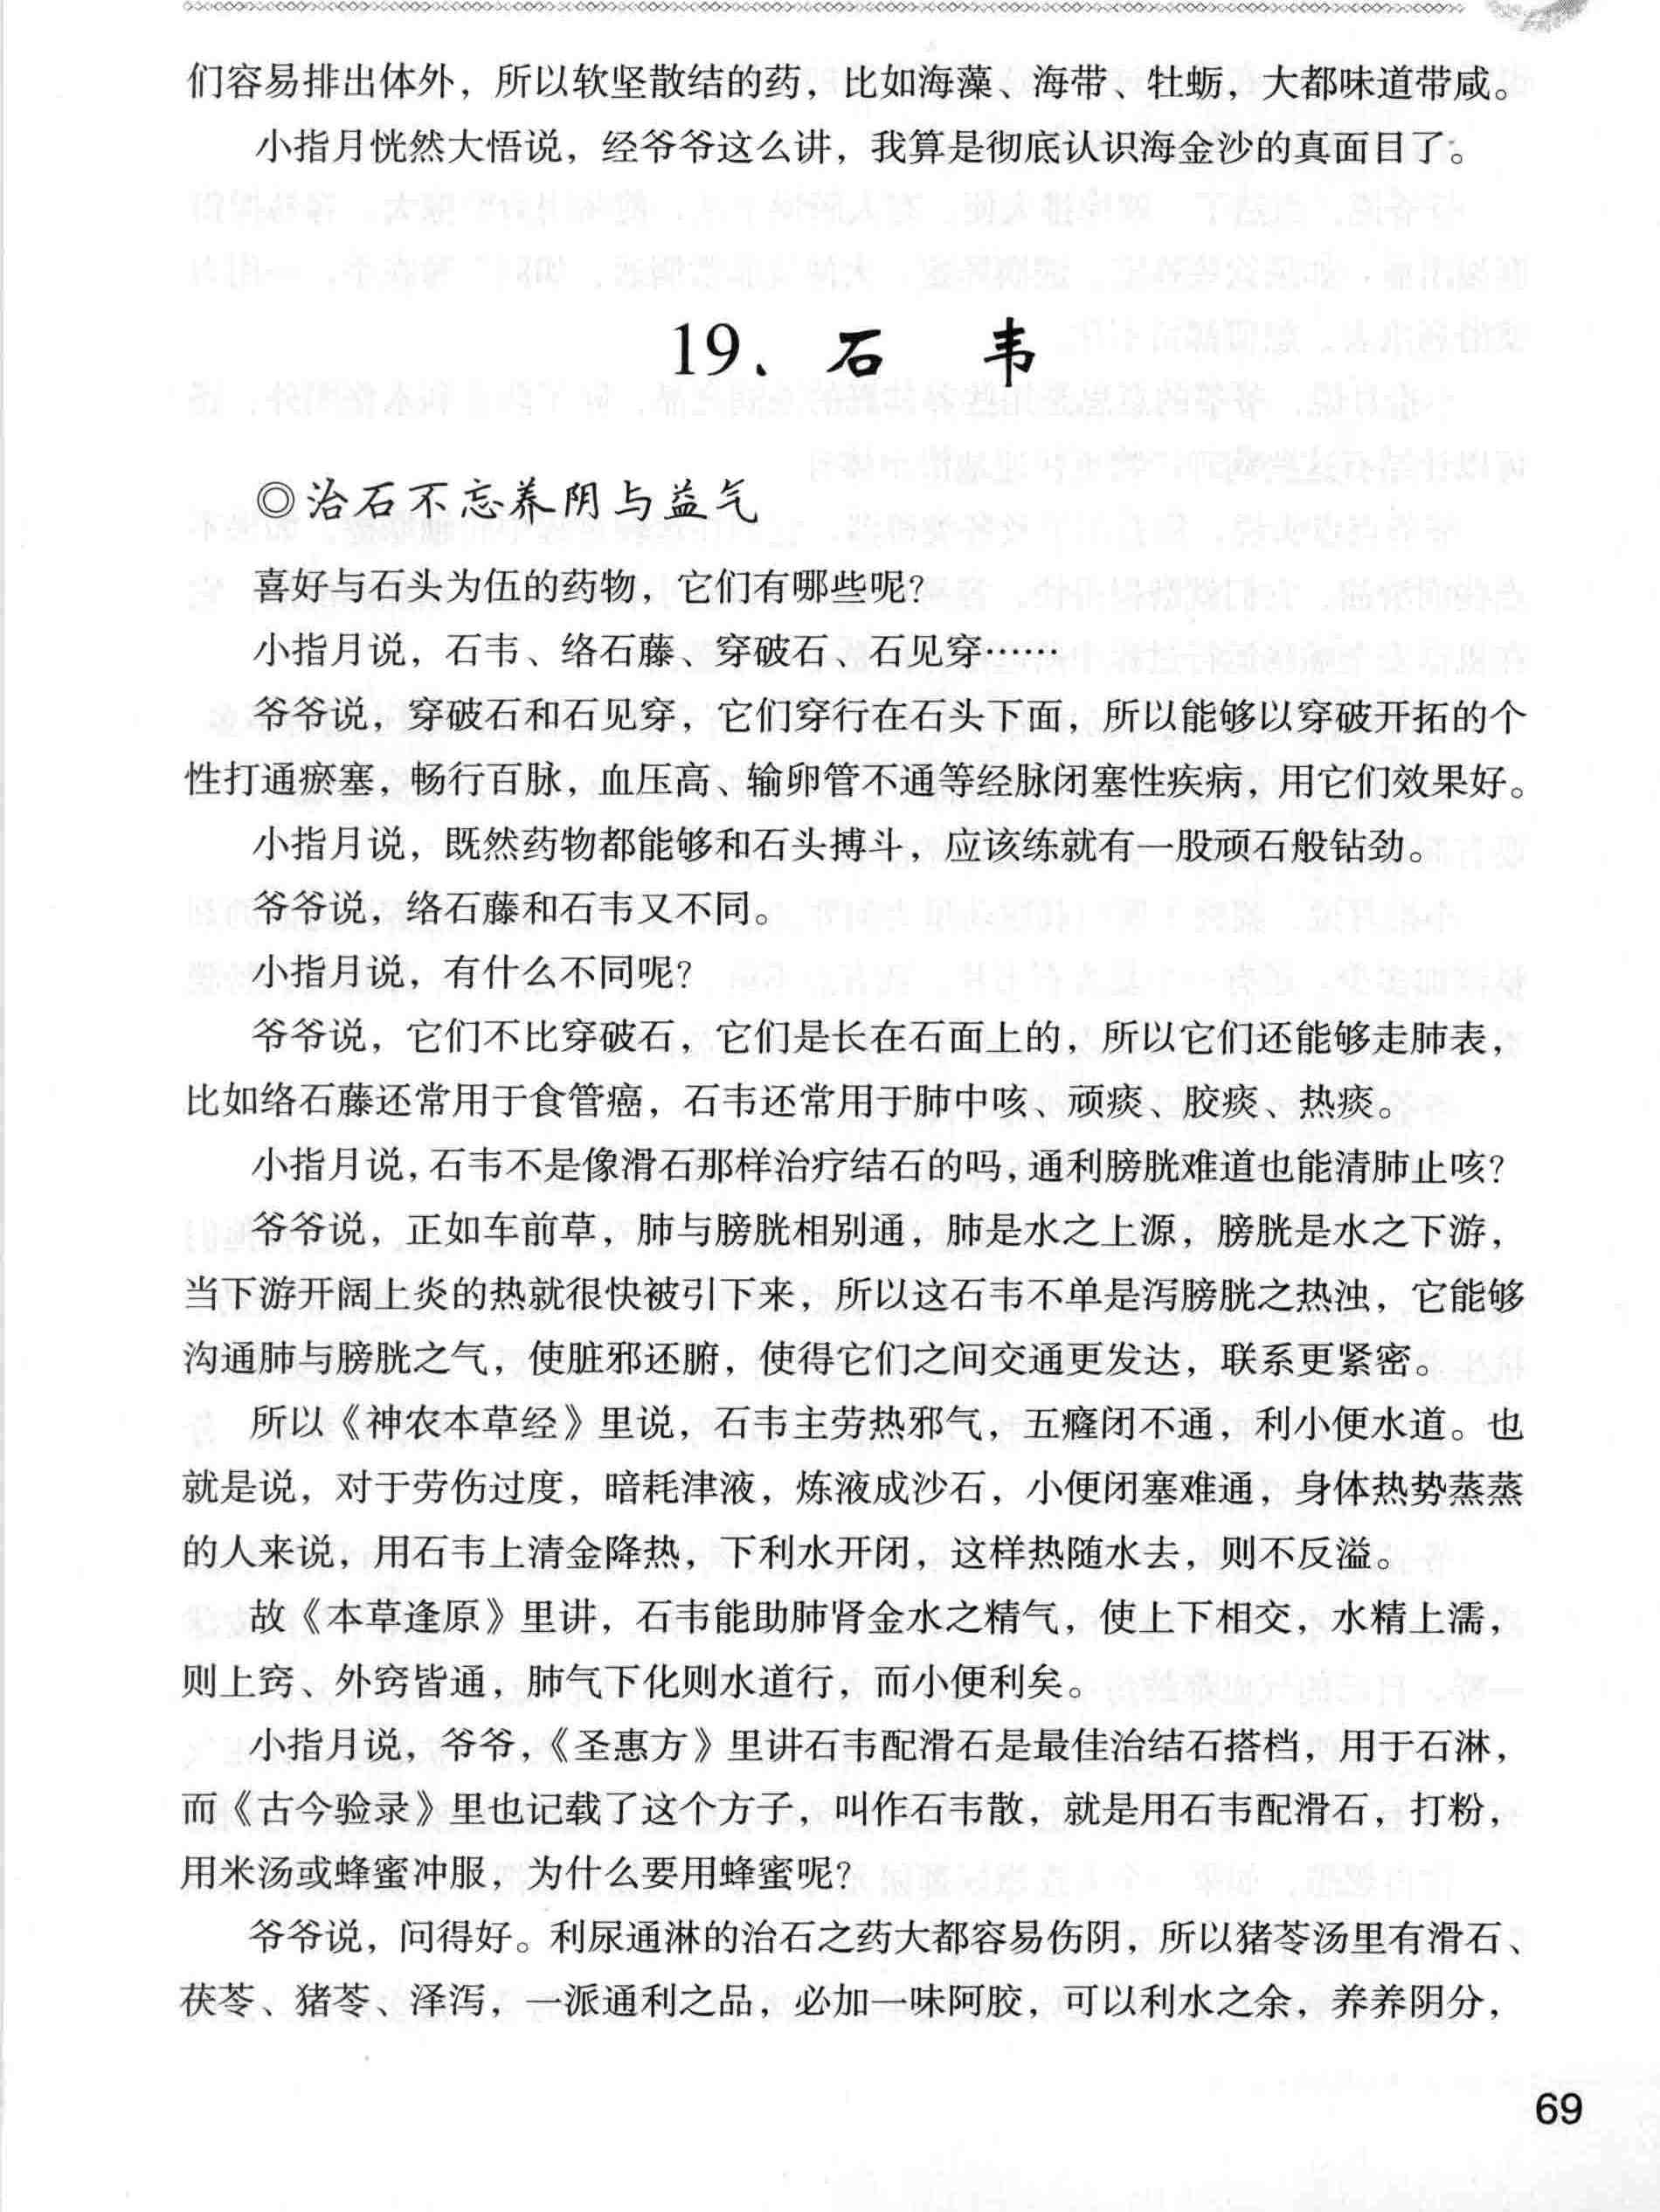 们容易排出体外，所以软坚散结的药，比如海藻、海带、牡蛎，大都味道带咸。
小指月恍然大悟说，经爷爷这么讲，我算是彻底认识海金沙的真面目了。
19、石 韦
◎治石不忘养阴与益气
喜好与石头为伍的药物，它们有哪些呢？
小指月说，石韦、络石藤、穿破石、石见穿……
爷爷说，穿破石和石见穿，它们穿行在石头下面，所以能够以穿破开拓的个
性打通瘀塞，畅行百脉，血压高、输卵管不通等经脉闭塞性疾病，用它们效果好。
小指月说，既然药物都能够和石头搏斗，应该练就有一股顽石般钻劲。
爷爷说，络石藤和石韦又不同。
小指月说，有什么不同呢？
爷爷说，它们不比穿破石，它们是长在石面上的，所以它们还能够走肺表，
比如络石藤还常用于食管癌，石韦还常用于肺中咳、顽痰、胶痰、热痰。
小指月说，石韦不是像滑石那样治疗结石的吗，通利膀胱难道也能清肺止咳？
爷爷说，正如车前草，肺与膀胱相别通，肺是水之上源，膀胱是水之下游，
当下游开阔上炎的热就很快被引下来，所以这石韦不单是泻膀胱之热浊，它能够
沟通肺与膀胱之气，使脏邪还腑，使得它们之间交通更发达，联系更紧密。
所以《神农本草经》里说，石韦主劳热邪气，五癃闭不通，利小便水道。也
就是说，对于劳伤过度，暗耗津液，炼液成沙石，小便闭塞难通，身体热势蒸蒸
的人来说，用石韦上清金降热，下利水开闭，这样热随水去，则不反溢。
故《本草逢原》里讲，石韦能助肺肾金水之精气，使上下相交，水精上濡，
则上窍、外窍皆通，肺气下化则水道行，而小便利矣。
小指月说，爷爷，《圣惠方》里讲石韦配滑石是最佳治结石搭档，用于石淋，
而《古今验录》里也记载了这个方子，叫作石韦散，就是用石韦配滑石，打粉，
用米汤或蜂蜜冲服，为什么要用蜂蜜呢？
爷爷说，问得好。利尿通淋的治石之药大都容易伤阴，所以猪苓汤里有滑石、
茯苓、猪苓、泽泻，一派通利之品，必加一味阿胶，可以利水之余，养养阴分，
69